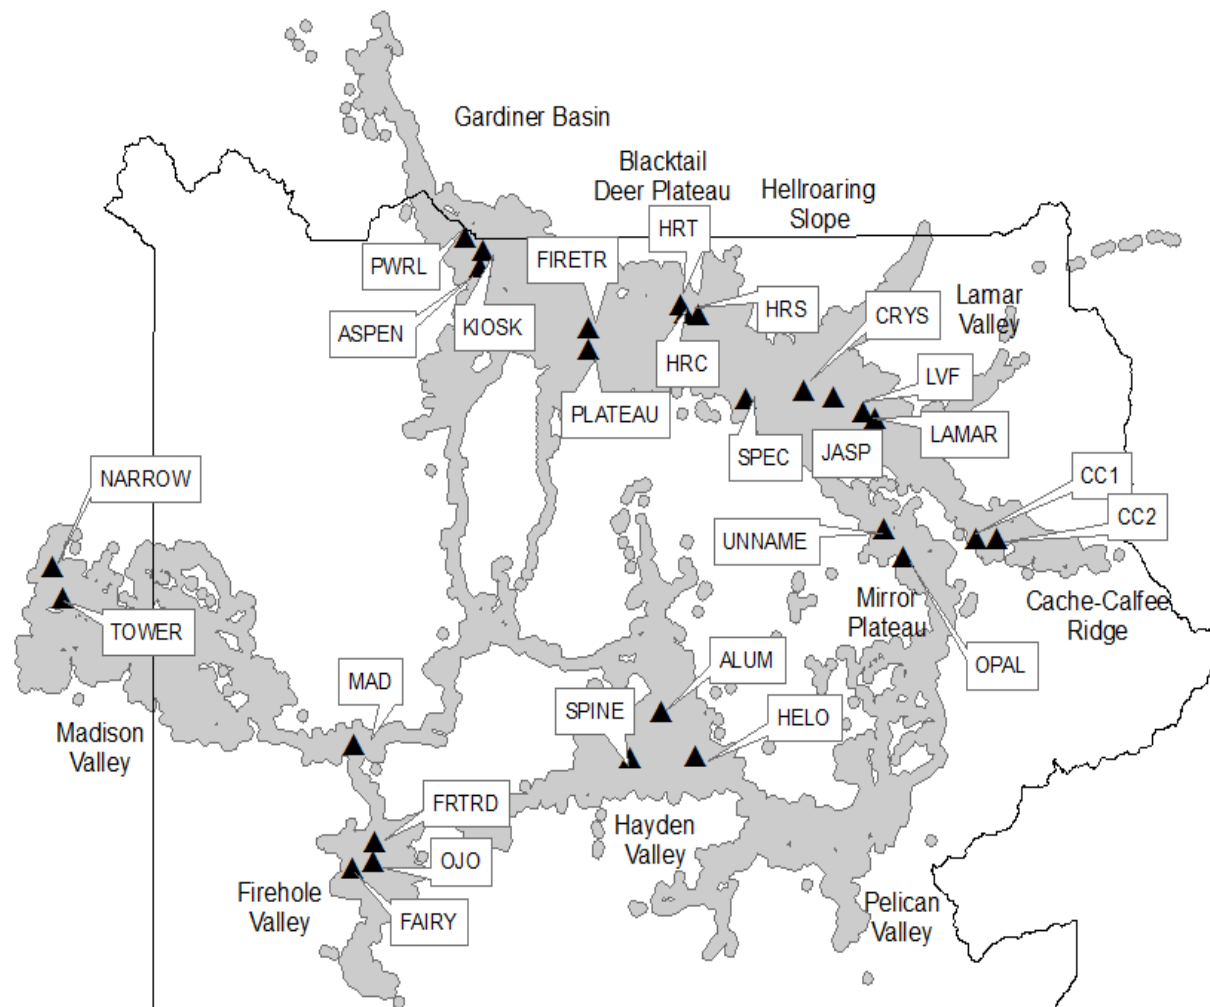 Gardiner Basin
Blacktail
Deer Plateau
Hellroaring
Slope
HRT
PWRL
FIRETR
HRS
CRYS
Lamar
Valley
ASPEN
KIOSK
HRC
LVF
PLATEAU
SPEC
JASP
LAMAR
NARROW
CC1
CC2
UNNAME
TOWER
Mirror
Plateau
Cache-Calfee
Ridge
ALUM
OPAL
MAD
SPINE
HELO
Madison
Valley
FRTRD
Hayden
Valley
OJO
Firehole
Valley
FAIRY
Pelican
Valley